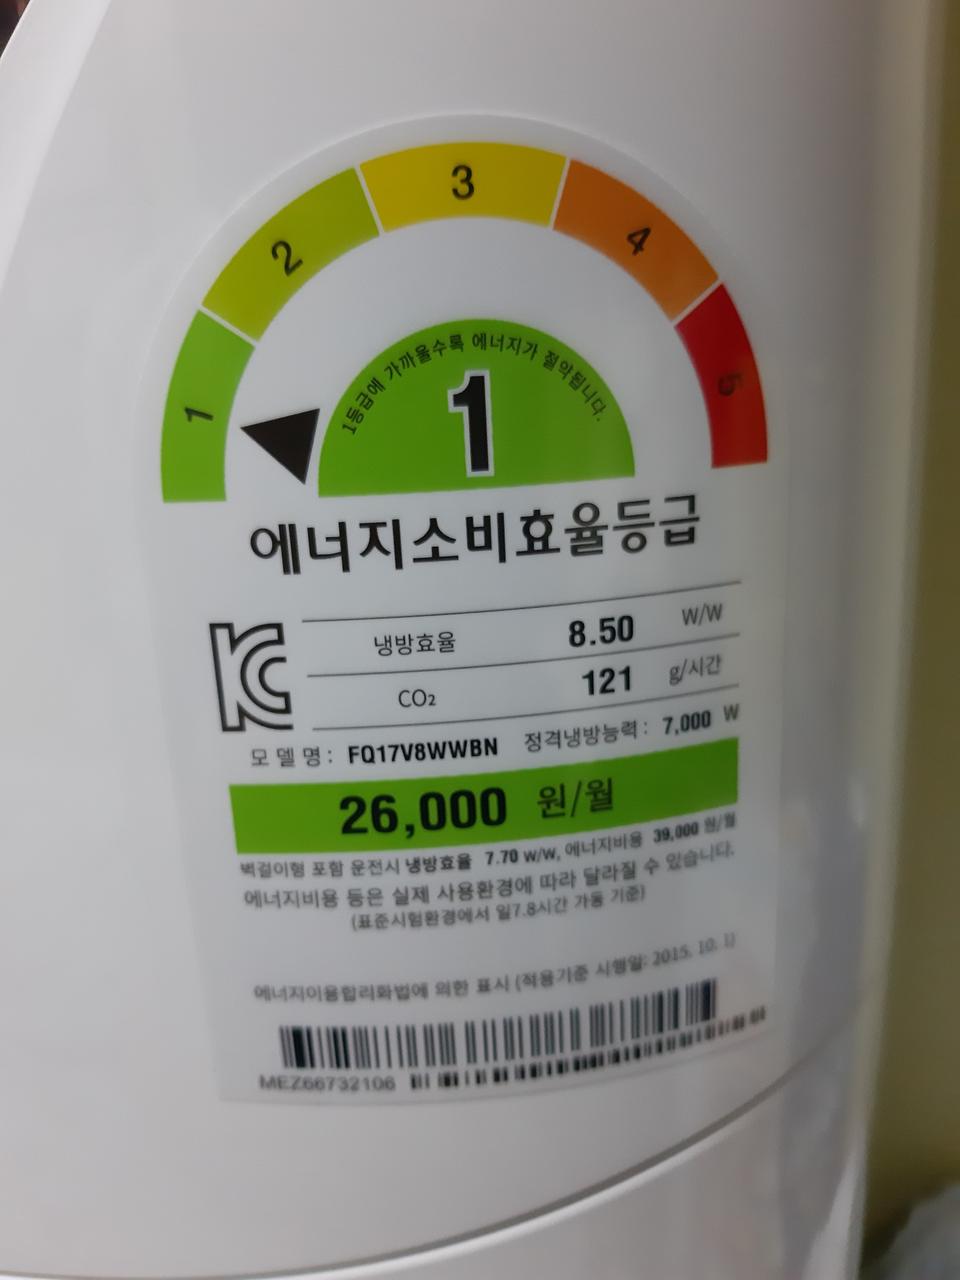 3
2
4
1
5
1등급에 가까울수록 에너지가 절약됩니다.
1
에너지소비효율등급
냉방효율 8.50 W/W
CO₂ 121 g/시간
모델명: FQ17V8WWBN 정격냉방능력: 7,000 W
26,000 원/월
벽걸이형 포함 운전시 냉방효율 7.70 W/W, 에너지비용 39,000 원/월
에너지비용 등은 실제 사용환경에 따라 달라질 수 있습니다.
(표준시험환경에서 일7.8시간 가동 기준)
에너지이용합리화법에 의한 표시 (적용기준 시행일: 2015. 10. 1)
MEZ66732106